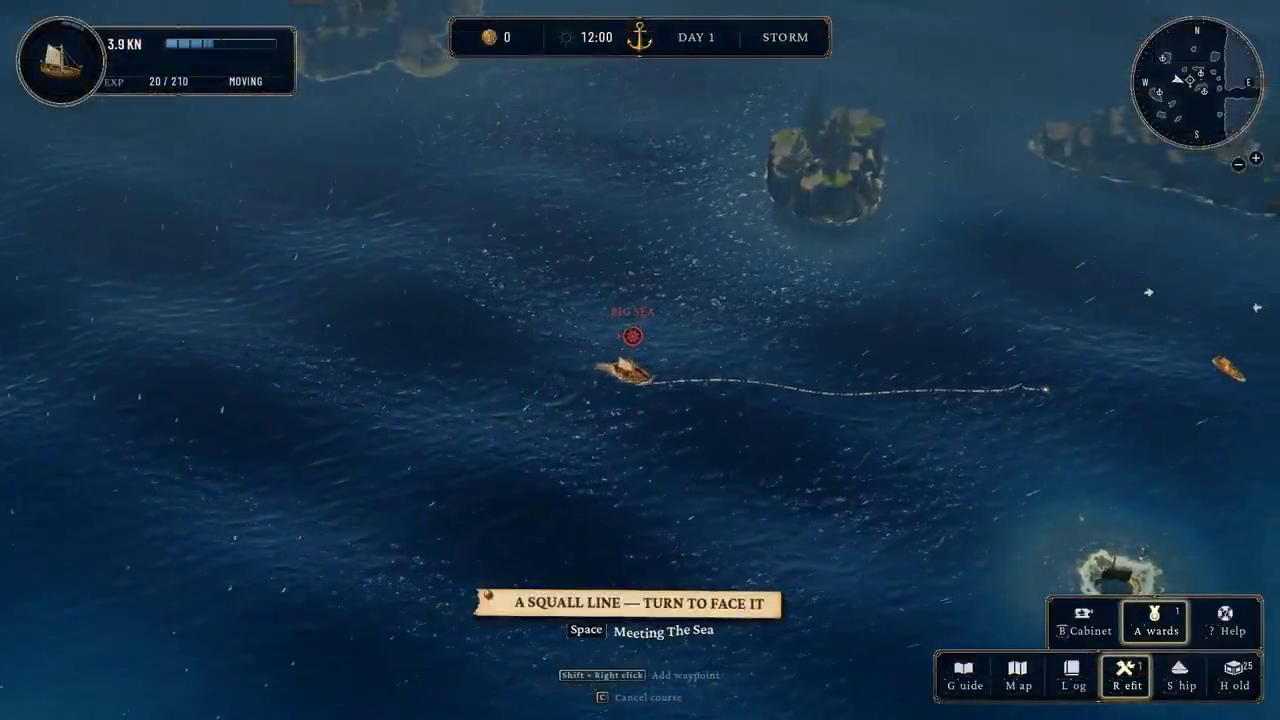 3.9 KN
EXP 20 / 210 MOVING
0 12:00 DAY 1 STORM
N
W E
S
BIG SEA
A SQUALL LINE — TURN TO FACE IT
Space Meeting The Sea
Shift + Right click Add waypoint
C Cancel course
B Cabinet A wards 1 ? Help
G uide M ap L og R efit 1 S hip H old 25